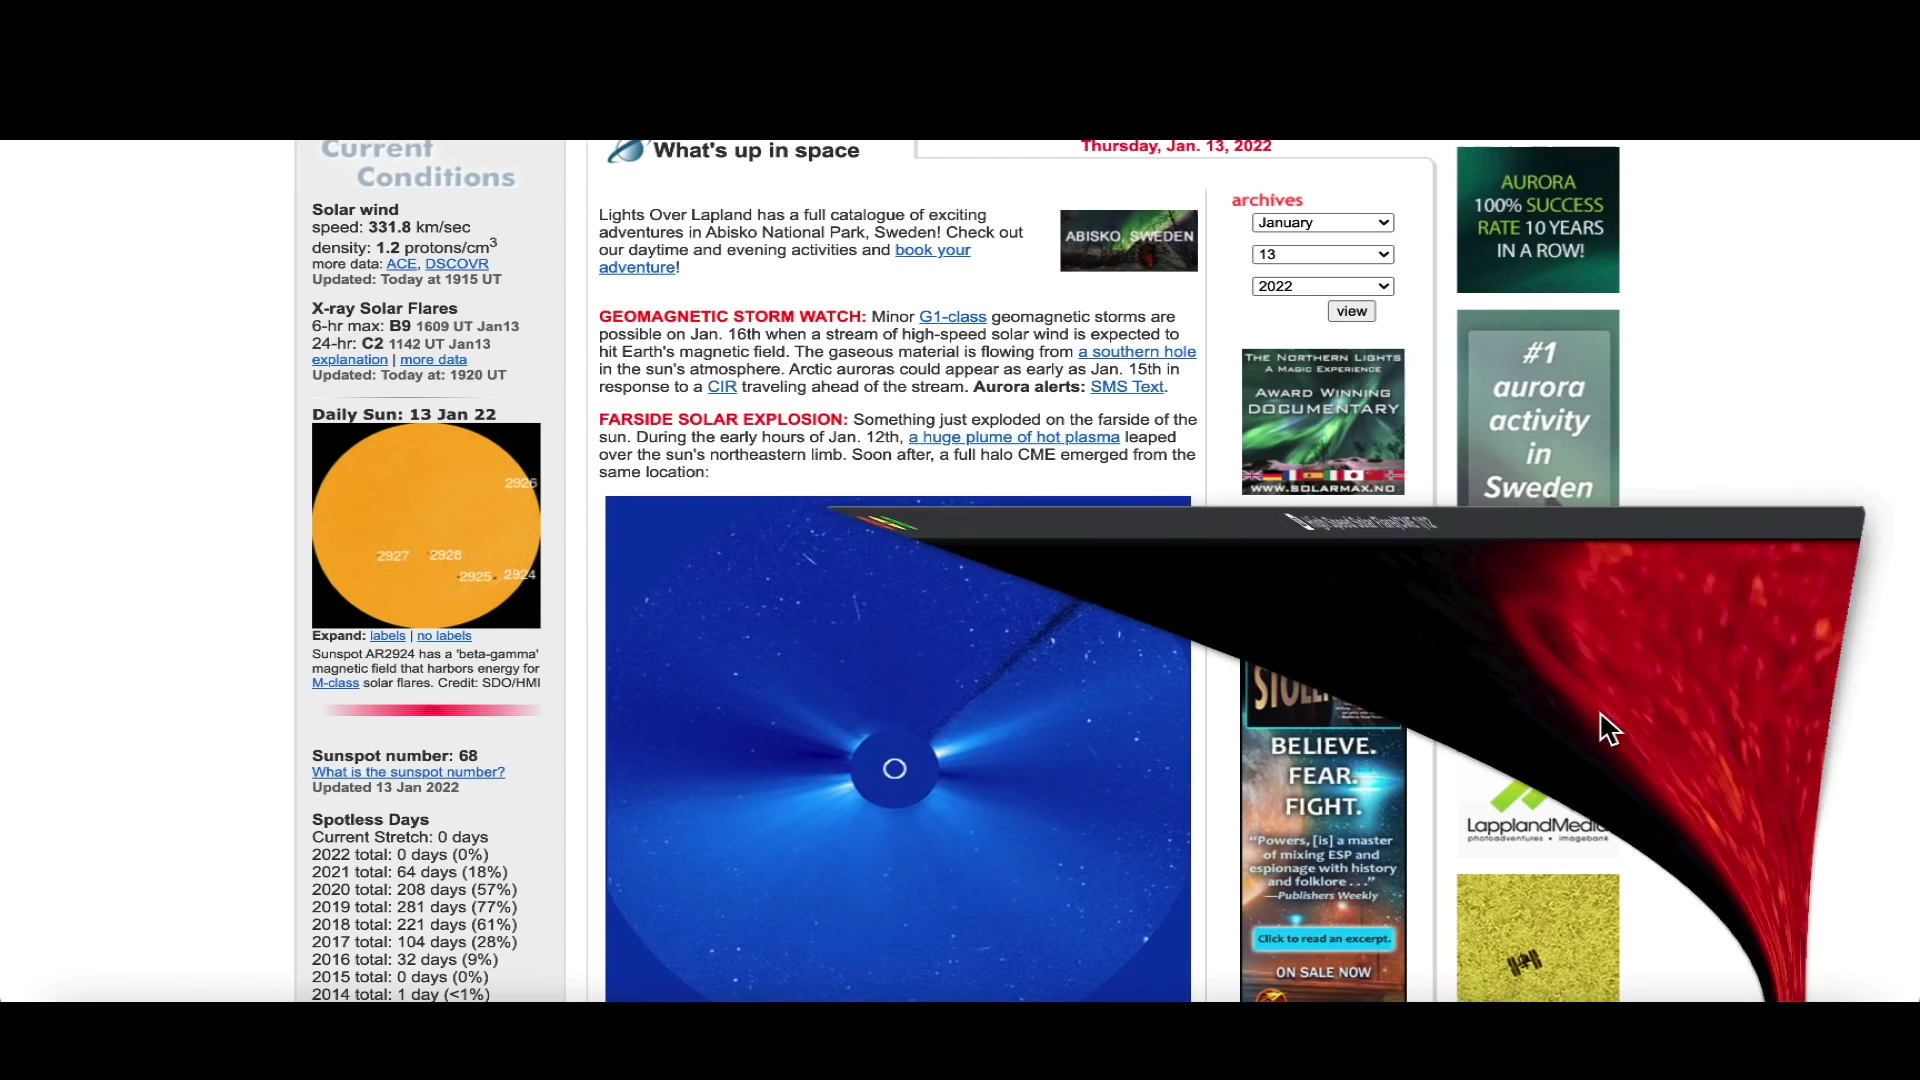 Current
Conditions
Solar wind
speed: 331.8 km/sec
density: 1.2 protons/cm3
more data: ACE, DSCOVR
Updated: Today at 1915 UT
X-ray Solar Flares
6-hr max: B9 1609 UT Jan13
24-hr: C2 1142 UT Jan13
explanation | more data
Updated: Today at: 1920 UT
Daily Sun: 13 Jan 22
2926
2927
2928
2925
2924
Expand: labels | no labels
Sunspot AR2924 has a 'beta-gamma'
magnetic field that harbors energy for
M-class solar flares. Credit: SDO/HMI
Sunspot number: 68
What is the sunspot number?
Updated 13 Jan 2022
Spotless Days
Current Stretch: 0 days
2022 total: 0 days (0%)
2021 total: 64 days (18%)
2020 total: 208 days (57%)
2019 total: 281 days (77%)
2018 total: 221 days (61%)
2017 total: 104 days (28%)
2016 total: 32 days (9%)
2015 total: 0 days (0%)
2014 total: 1 day (<1%)
What's up in space
Thursday, Jan. 13, 2022
Lights Over Lapland has a full catalogue of exciting
adventures in Abisko National Park, Sweden! Check out
our daytime and evening activities and book your
adventure!
ABISKO, SWEDEN
GEOMAGNETIC STORM WATCH: Minor G1-class geomagnetic storms are
possible on Jan. 16th when a stream of high-speed solar wind is expected to
hit Earth's magnetic field. The gaseous material is flowing from a southern hole
in the sun's atmosphere. Arctic auroras could appear as early as Jan. 15th in
response to a CIR traveling ahead of the stream. Aurora alerts: SMS Text.
FARSIDE SOLAR EXPLOSION: Something just exploded on the farside of the
sun. During the early hours of Jan. 12th, a huge plume of hot plasma leaped
over the sun's northeastern limb. Soon after, a full halo CME emerged from the
same location:
archives
January
13
2022
view
THE NORTHERN LIGHTS
A MAGIC EXPERIENCE
AWARD WINNING
DOCUMENTARY
WWW.SOLARMAX.NO
BELIEVE.
FEAR.
FIGHT.
“Powers, [is] a master
of mixing ESP and
espionage with history
and folklore . . .”
—Publishers Weekly
Click to read an excerpt.
ON SALE NOW
AURORA
100% SUCCESS
RATE 10 YEARS
IN A ROW!
#1
aurora
activity
in
Sweden
LapplandMedia
photoadventures • imagebank